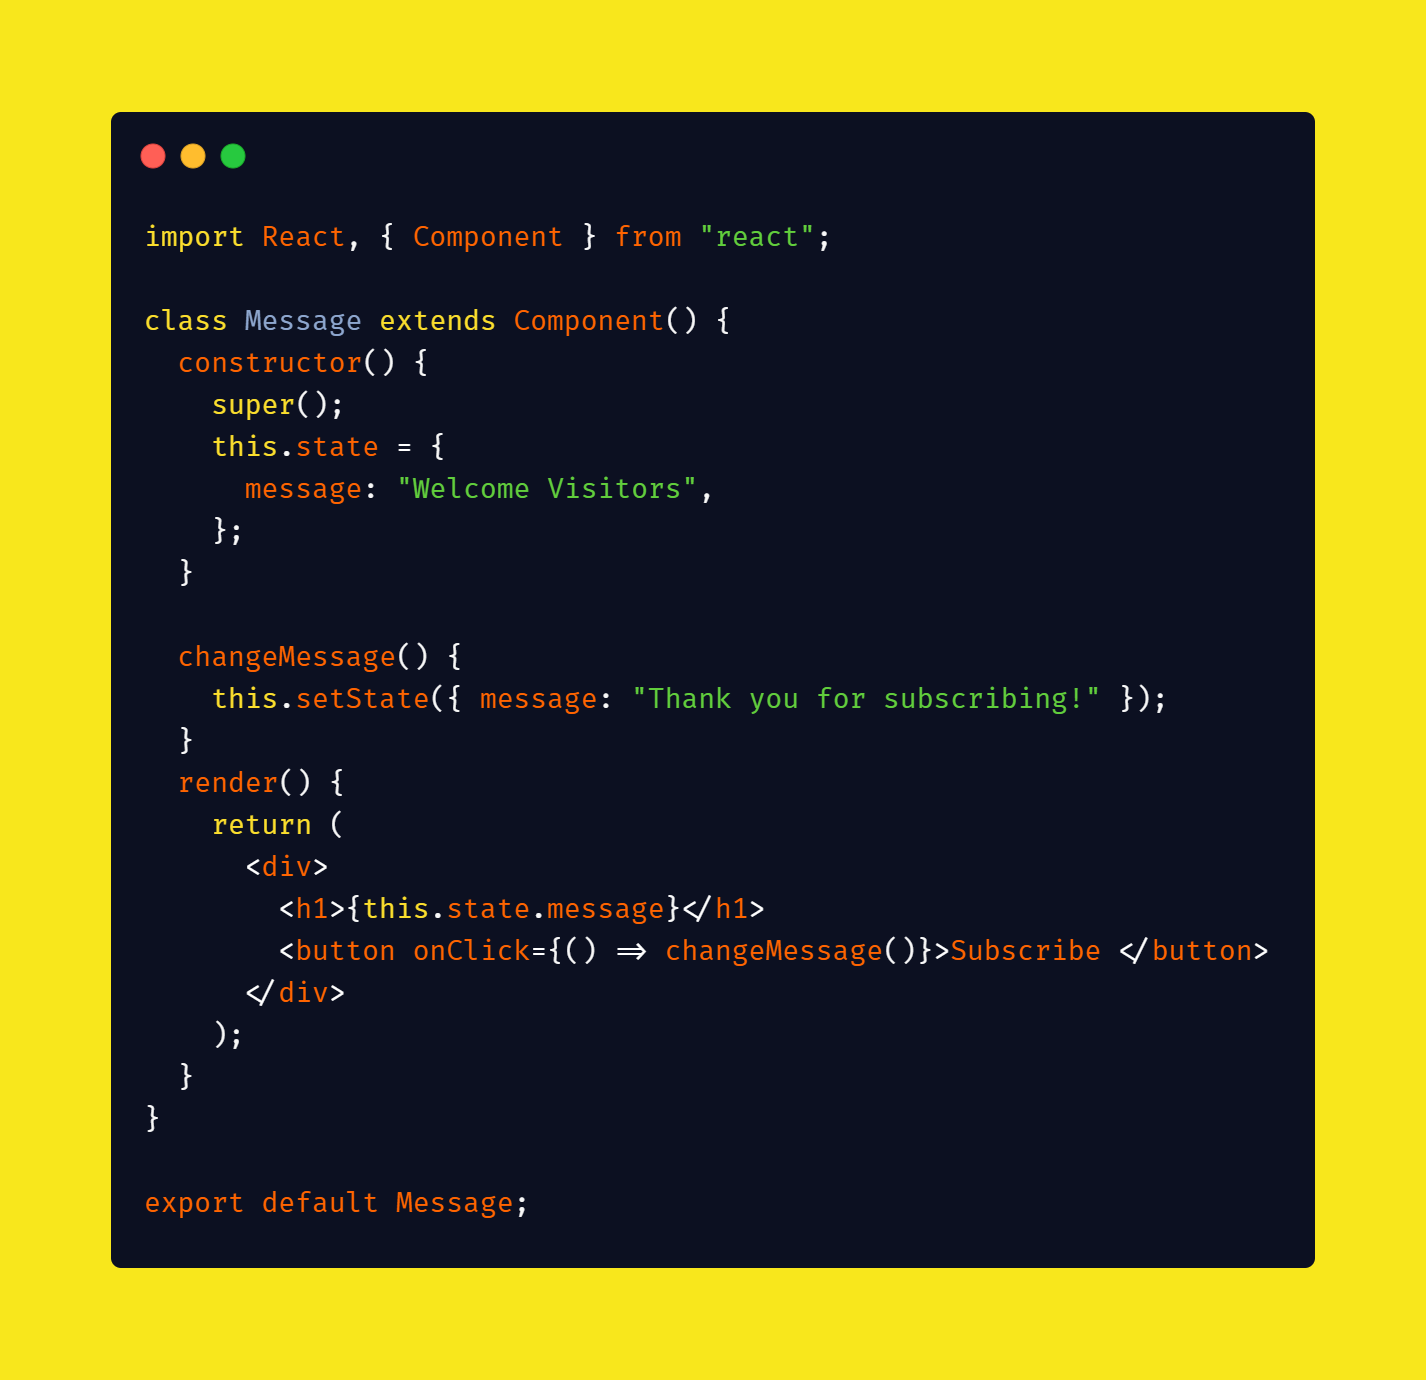 import React, { Component } from "react";

class Message extends Component() {
  constructor() {
    super();
    this.state = {
      message: "Welcome Visitors",
    };
  }

  changeMessage() {
    this.setState({ message: "Thank you for subscribing!" });
  }
  render() {
    return (
      <div>
        <h1>{this.state.message}</h1>
        <button onClick={() => changeMessage()}>Subscribe </button>
      </div>
    );
  }
}

export default Message;